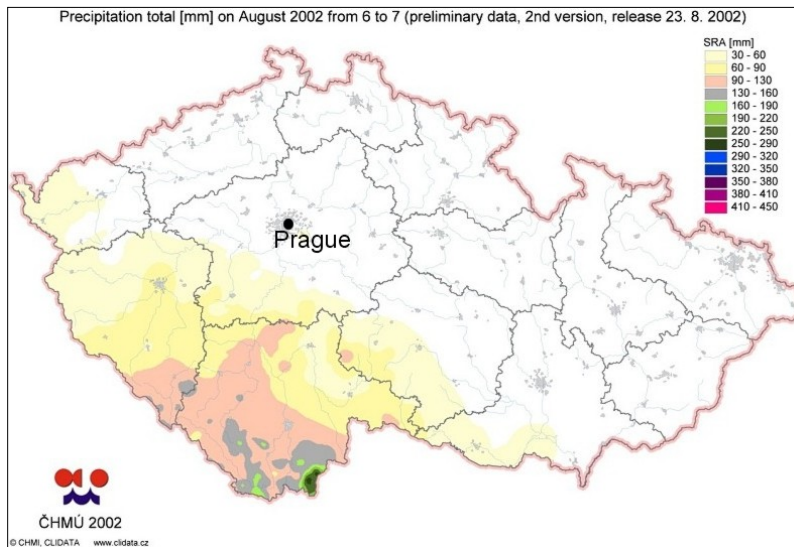 Precipitation total [mm] on August 2002 from 6 to 7 (preliminary data, 2nd version, release 23. 8. 2002)
SRA [mm]
30 - 60
60 - 90
90 - 130
130 - 160
160 - 190
190 - 220
220 - 250
250 - 290
290 - 320
320 - 350
350 - 380
380 - 410
410 - 450
Prague
ČHMÚ 2002
© CHMI, CLIDATA www.clidata.cz